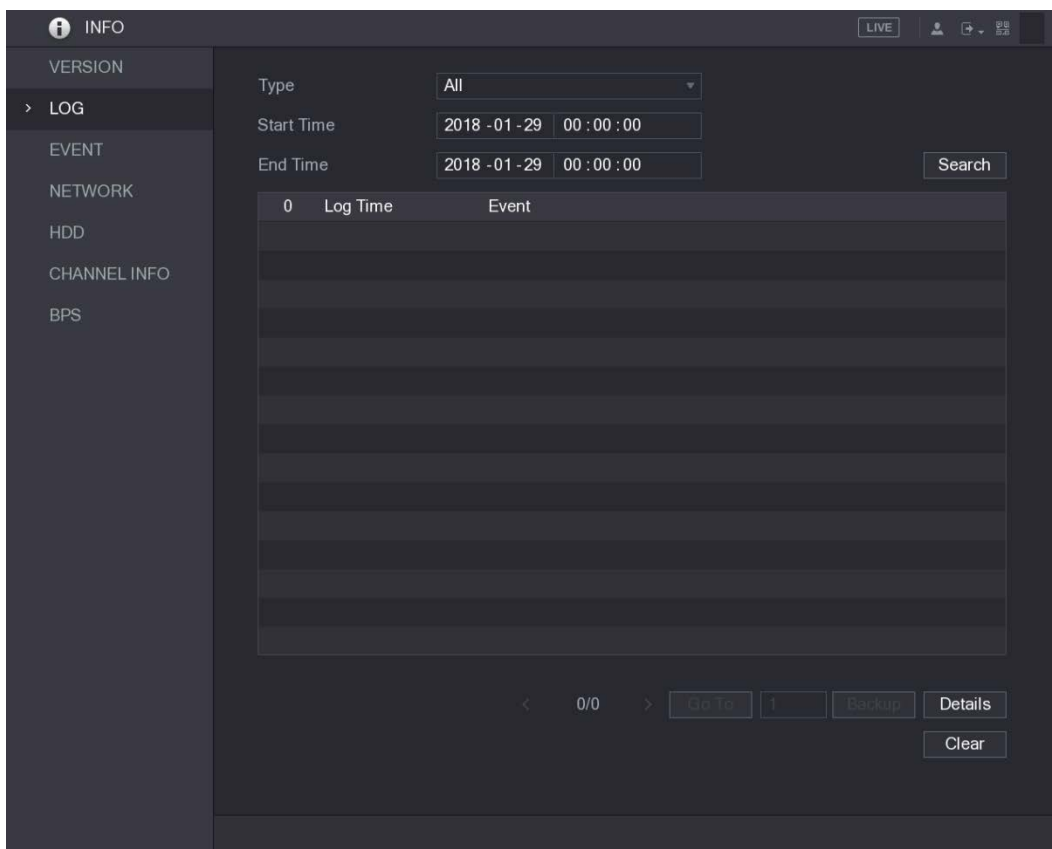 INFO LIVE
VERSION
LOG
EVENT
NETWORK
HDD
CHANNEL INFO
BPS
Type All
Start Time 2018 -01 -29 00 : 00 : 00
End Time 2018 -01 -29 00 : 00 : 00 Search
0 Log Time Event
< 0/0 > Go To 1 Backup Details
Clear